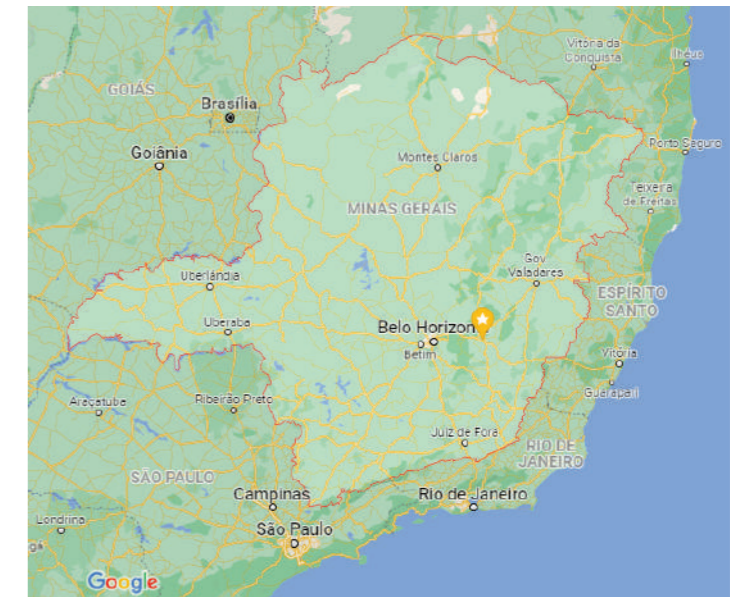 Vitória da
Conquista
Ilhéus
GOIÁS
Brasília
Goiânia
Porto Seguro
Montes Claros
Teixeira
de Freitas
MINAS GERAIS
Gov.
Valadares
Uberlândia
ESPÍRITO
SANTO
Uberaba
Belo Horizon
Betim
Vitória
Guarapari
Araçatuba
Ribeirão Preto
Juiz de Fora
RIO DE
JANEIRO
SÃO PAULO
Campinas
Rio de Janeiro
Londrina
São Paulo
gá
Google